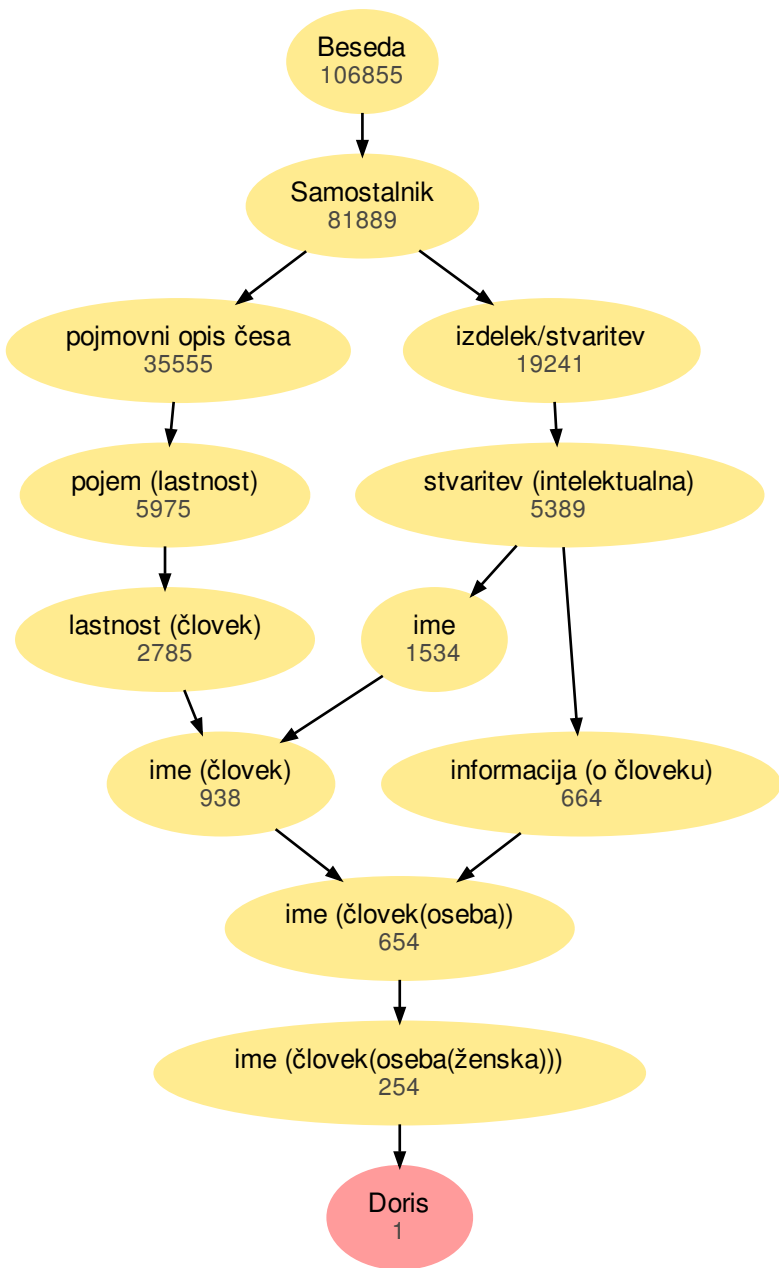 Beseda
106855
Samostalnik
81889
pojmovni opis česa
35555
izdelek/stvaritev
19241
pojem (lastnost)
5975
stvaritev (intelektualna)
5389
lastnost (človek)
2785
ime
1534
ime (človek)
938
informacija (o človeku)
664
ime (človek(oseba))
654
ime (človek(oseba(ženska)))
254
Doris
1